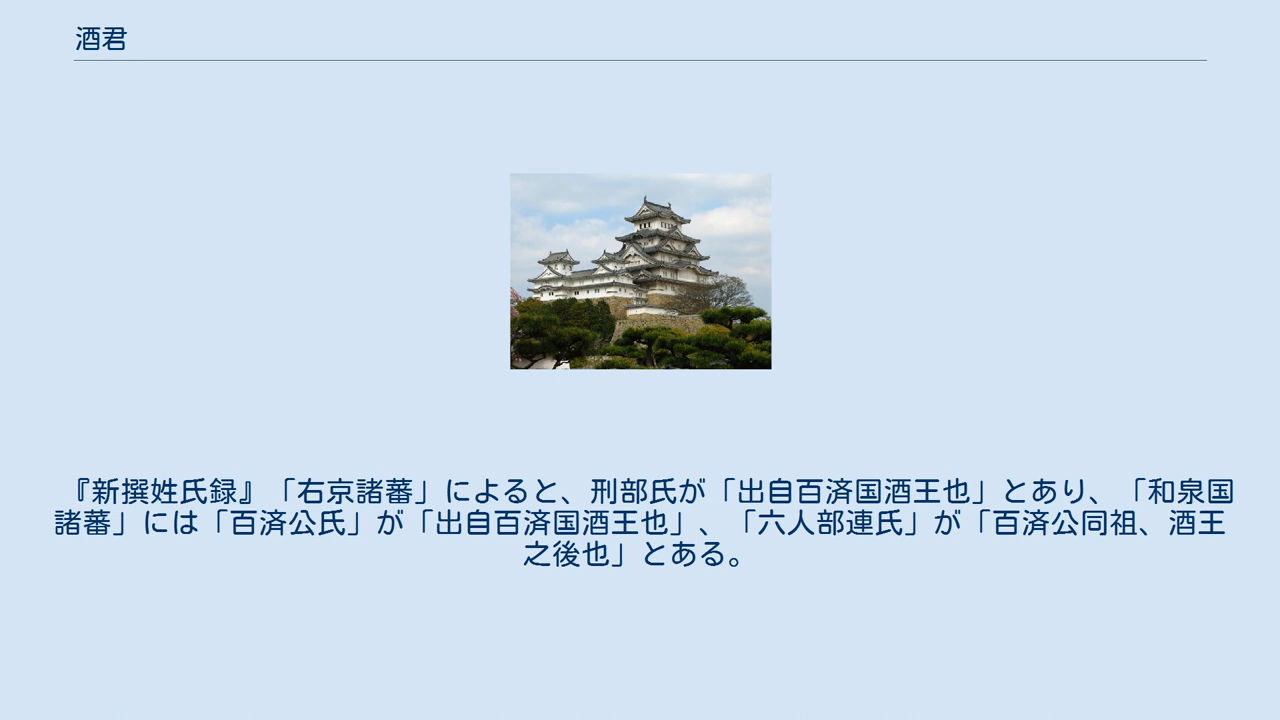 酒君
『新撰姓氏録』「右京諸蕃」によると、刑部氏が「出自百済国酒王也」とあり、「和泉国
諸蕃」には「百済公氏」が「出自百済国酒王也」、「六人部連氏」が「百済公同祖、酒王
之後也」とある。